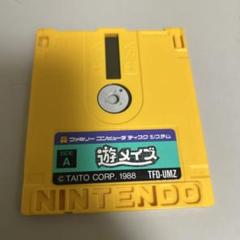 ファミリー コンピュータ ディスク システム
SIDE
A
遊メイズ
© TAITO CORP. 1988 TFD-UMZ
NINTENDO